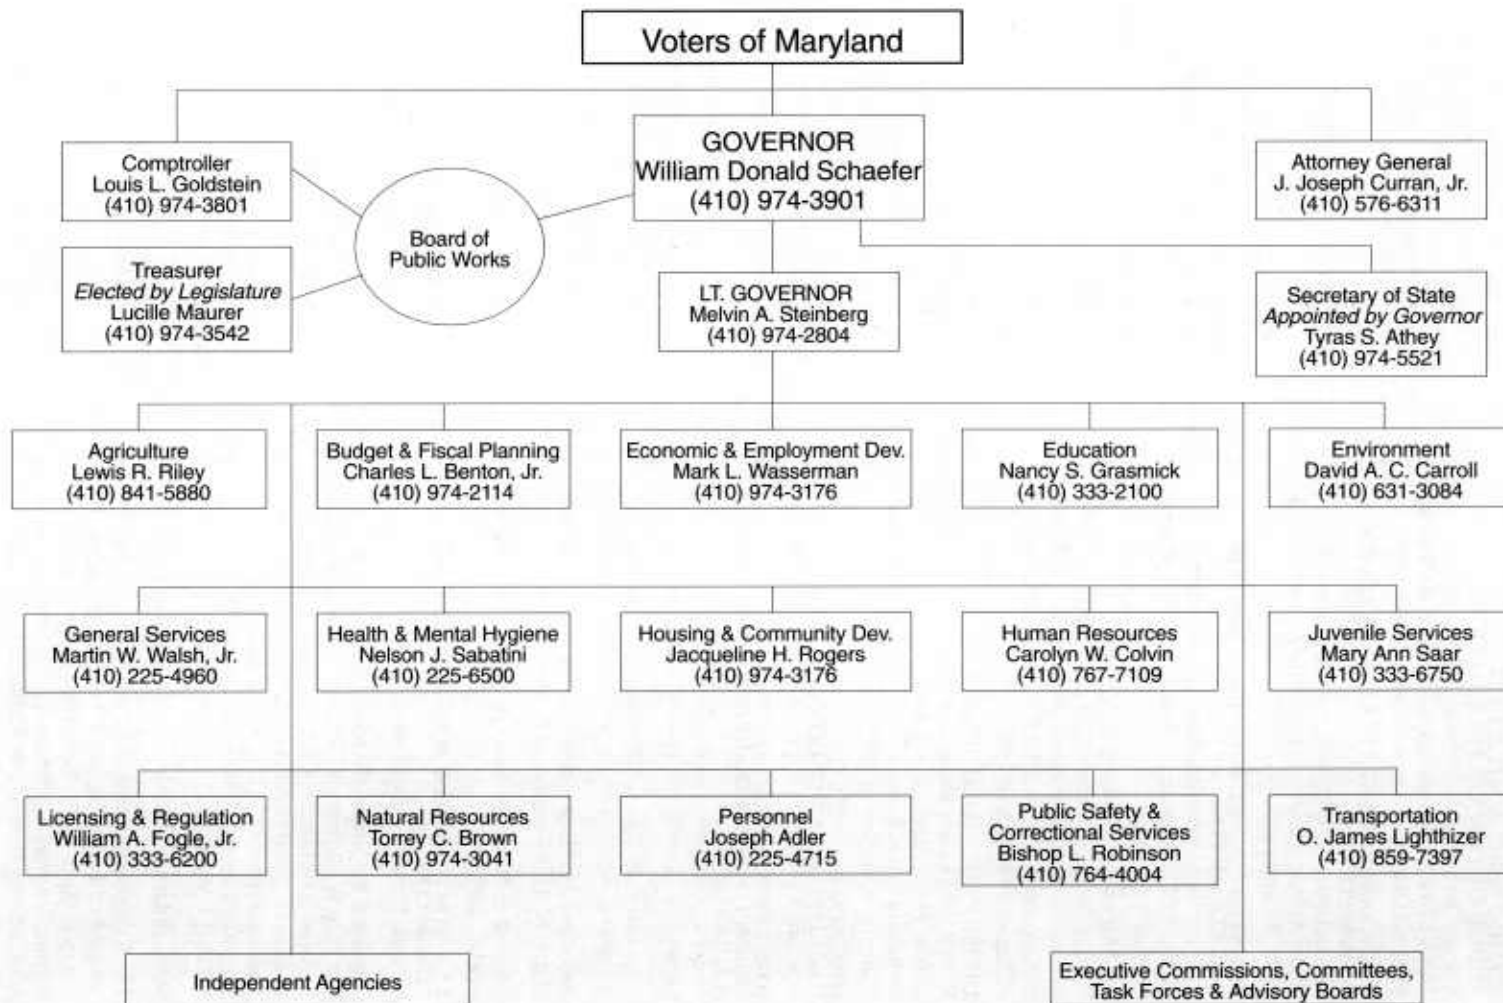 Voters of Maryland
GOVERNOR
William Donald Schaefer
(410) 974-3901
Comptroller
Louis L. Goldstein
(410) 974-3801
Attorney General
J. Joseph Curran, Jr.
(410) 576-6311
Board of
Public Works
Treasurer
Elected by Legislature
Lucille Maurer
(410) 974-3542
LT. GOVERNOR
Melvin A. Steinberg
(410) 974-2804
Secretary of State
Appointed by Governor
Tyras S. Athey
(410) 974-5521
Agriculture
Lewis R. Riley
(410) 841-5880
Budget & Fiscal Planning
Charles L. Benton, Jr.
(410) 974-2114
Economic & Employment Dev.
Mark L. Wasserman
(410) 974-3176
Education
Nancy S. Grasmick
(410) 333-2100
Environment
David A. C. Carroll
(410) 631-3084
General Services
Martin W. Walsh, Jr.
(410) 225-4960
Health & Mental Hygiene
Nelson J. Sabatini
(410) 225-6500
Housing & Community Dev.
Jacqueline H. Rogers
(410) 974-3176
Human Resources
Carolyn W. Colvin
(410) 767-7109
Juvenile Services
Mary Ann Saar
(410) 333-6750
Licensing & Regulation
William A. Fogle, Jr.
(410) 333-6200
Natural Resources
Torrey C. Brown
(410) 974-3041
Personnel
Joseph Adler
(410) 225-4715
Public Safety &
Correctional Services
Bishop L. Robinson
(410) 764-4004
Transportation
O. James Lighthizer
(410) 859-7397
Independent Agencies
Executive Commissions, Committees,
Task Forces & Advisory Boards